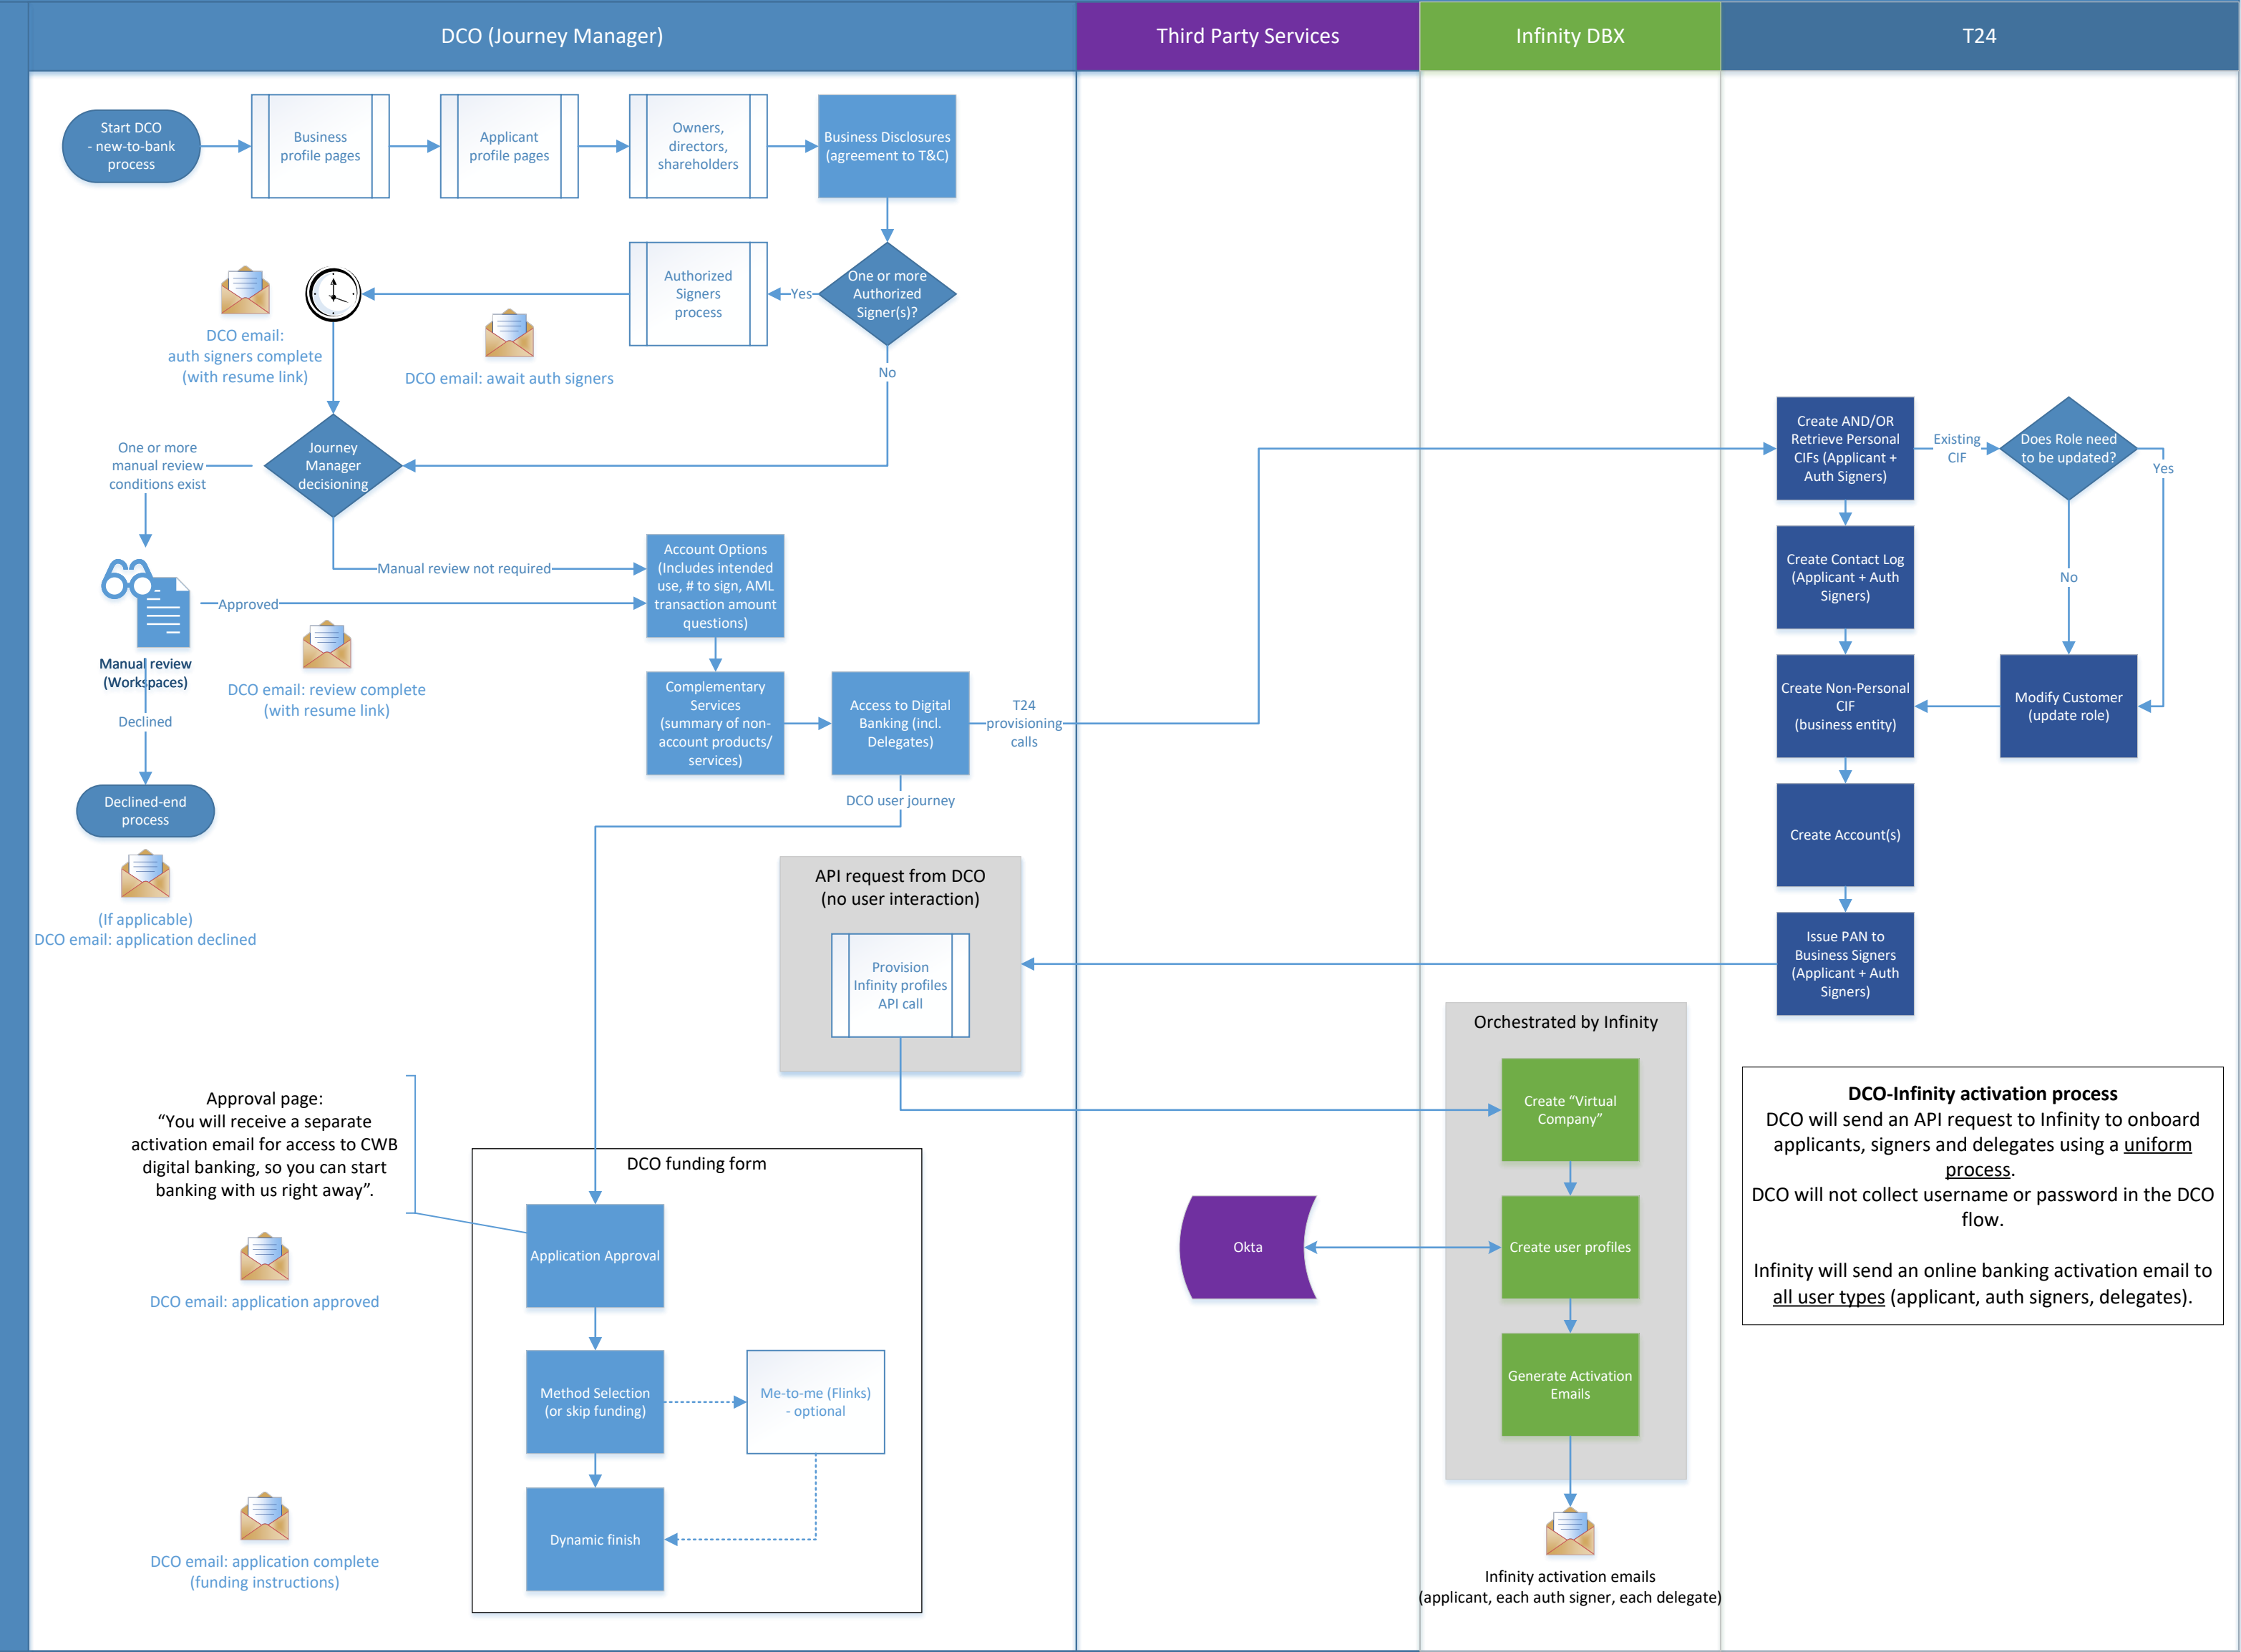 DCO (Journey Manager)
Third Party Services
Infinity DBX
T24
Start DCO
- new-to-bank
process
Business
profile pages
Applicant
profile pages
Owners,
directors,
shareholders
Business Disclosures
(agreement to T&C)
One or more
Authorized
Signer(s)?
Yes
No
Authorized
Signers
process
DCO email: await auth signers
DCO email:
auth signers complete
(with resume link)
Journey
Manager
decisioning
One or more
manual review
conditions exist
Manual review not required
Manual review
(Workspaces)
Approved
DCO email: review complete
(with resume link)
Declined
Declined-end
process
(If applicable)
DCO email: application declined
Account Options
(Includes intended
use, # to sign, AML
transaction amount
questions)
Complementary
Services
(summary of non-
account products/
services)
Access to Digital
Banking (incl.
Delegates)
T24
provisioning
calls
DCO user journey
Create AND/OR
Retrieve Personal
CIFs (Applicant +
Auth Signers)
Existing
CIF
Does Role need
to be updated?
Yes
No
Create Contact Log
(Applicant + Auth
Signers)
Create Non-Personal
CIF
(business entity)
Modify Customer
(update role)
Create Account(s)
Issue PAN to
Business Signers
(Applicant + Auth
Signers)
API request from DCO
(no user interaction)
Provision
Infinity profiles
API call
Orchestrated by Infinity
Create “Virtual
Company”
Create user profiles
Okta
Generate Activation
Emails
Infinity activation emails
(applicant, each auth signer, each delegate)
DCO-Infinity activation process
DCO will send an API request to Infinity to onboard
applicants, signers and delegates using a uniform
process.
DCO will not collect username or password in the DCO
flow.
Infinity will send an online banking activation email to
all user types (applicant, auth signers, delegates).
Approval page:
“You will receive a separate
activation email for access to CWB
digital banking, so you can start
banking with us right away”.
DCO email: application approved
DCO email: application complete
(funding instructions)
DCO funding form
Application Approval
Method Selection
(or skip funding)
Me-to-me (Flinks)
- optional
Dynamic finish